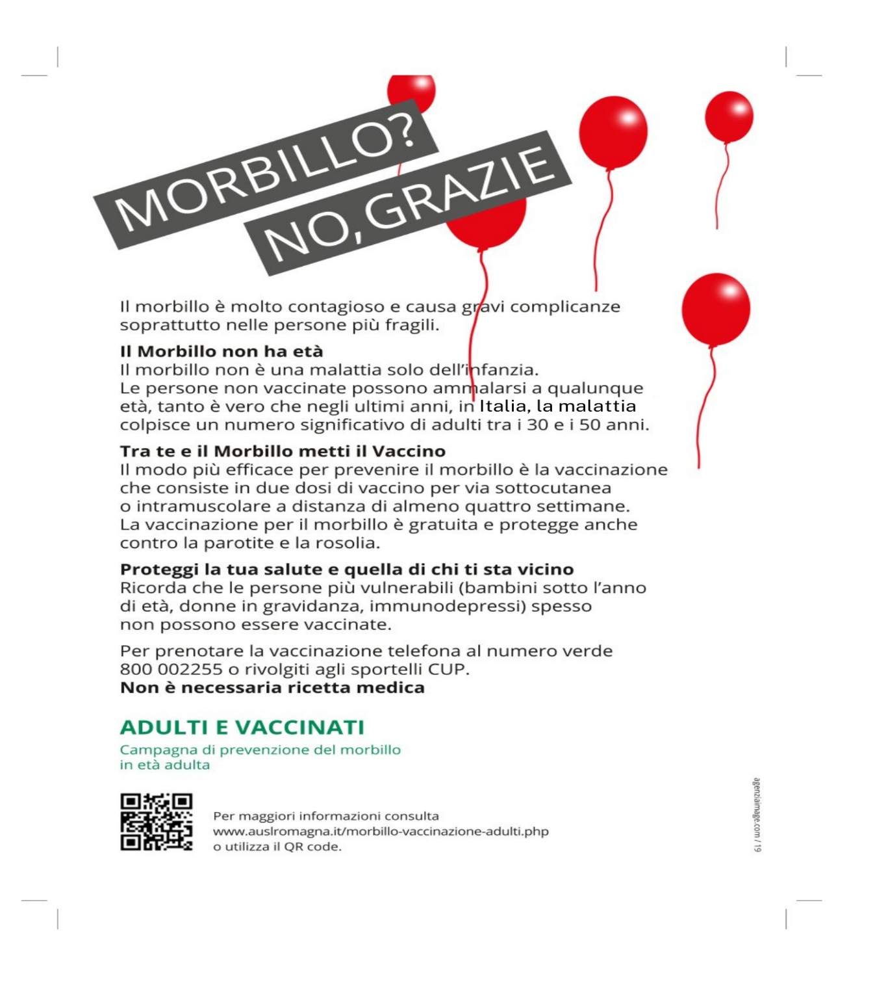 MORBILLO?
NO, GRAZIE
Il morbillo è molto contagioso e causa gravi complicanze
soprattutto nelle persone più fragili.
Il Morbillo non ha età
Il morbillo non è una malattia solo dell’infanzia.
Le persone non vaccinate possono ammalarsi a qualunque
età, tanto è vero che negli ultimi anni, in Italia, la malattia
colpisce un numero significativo di adulti tra i 30 e i 50 anni.
Tra te e il Morbillo metti il Vaccino
Il modo più efficace per prevenire il morbillo è la vaccinazione
che consiste in due dosi di vaccino per via sottocutanea
o intramuscolare a distanza di almeno quattro settimane.
La vaccinazione per il morbillo è gratuita e protegge anche
contro la parotite e la rosolia.
Proteggi la tua salute e quella di chi ti sta vicino
Ricorda che le persone più vulnerabili (bambini sotto l’anno
di età, donne in gravidanza, immunodepressi) spesso
non possono essere vaccinate.
Per prenotare la vaccinazione telefona al numero verde
800 002255 o rivolgiti agli sportelli CUP.
Non è necessaria ricetta medica
ADULTI E VACCINATI
Campagna di prevenzione del morbillo
in età adulta
Per maggiori informazioni consulta
www.auslromagna.it/morbillo-vaccinazione-adulti.php
o utilizza il QR code.
agenziaimage.com / 19